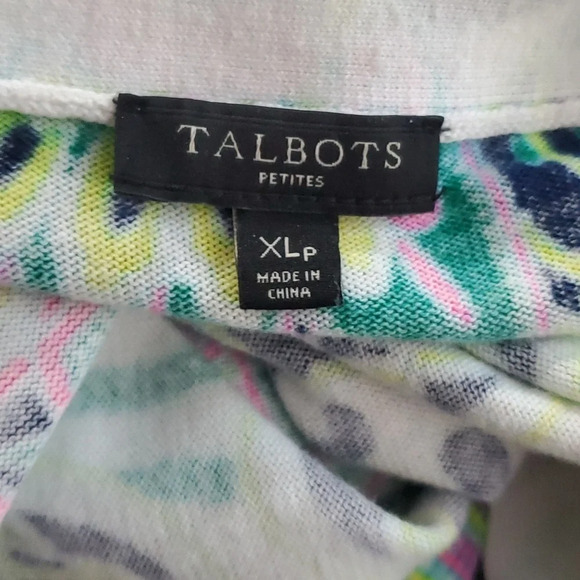 TALBOTS
PETITES
XLP
MADE IN
CHINA